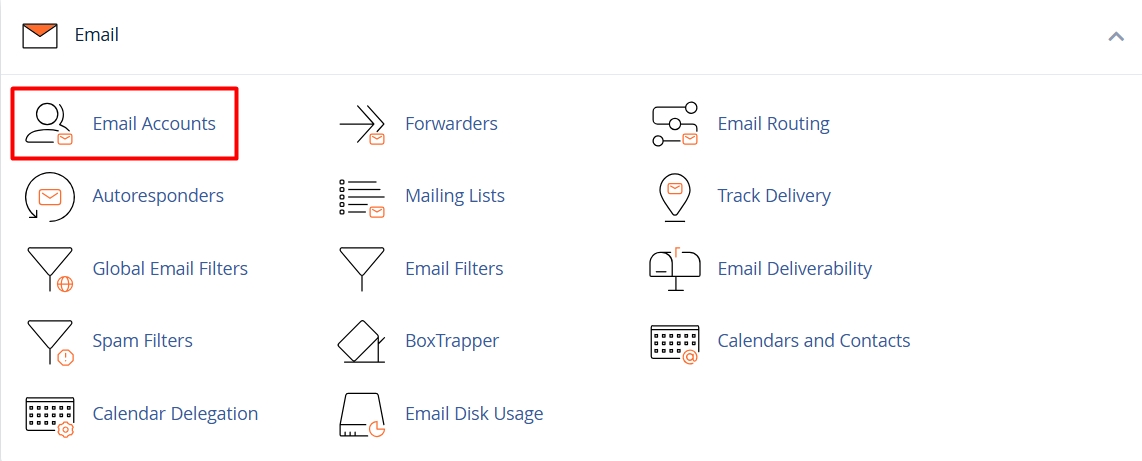 Email
Email Accounts
Forwarders
Email Routing
Autoresponders
Mailing Lists
Track Delivery
Global Email Filters
Email Filters
Email Deliverability
Spam Filters
BoxTrapper
Calendars and Contacts
Calendar Delegation
Email Disk Usage